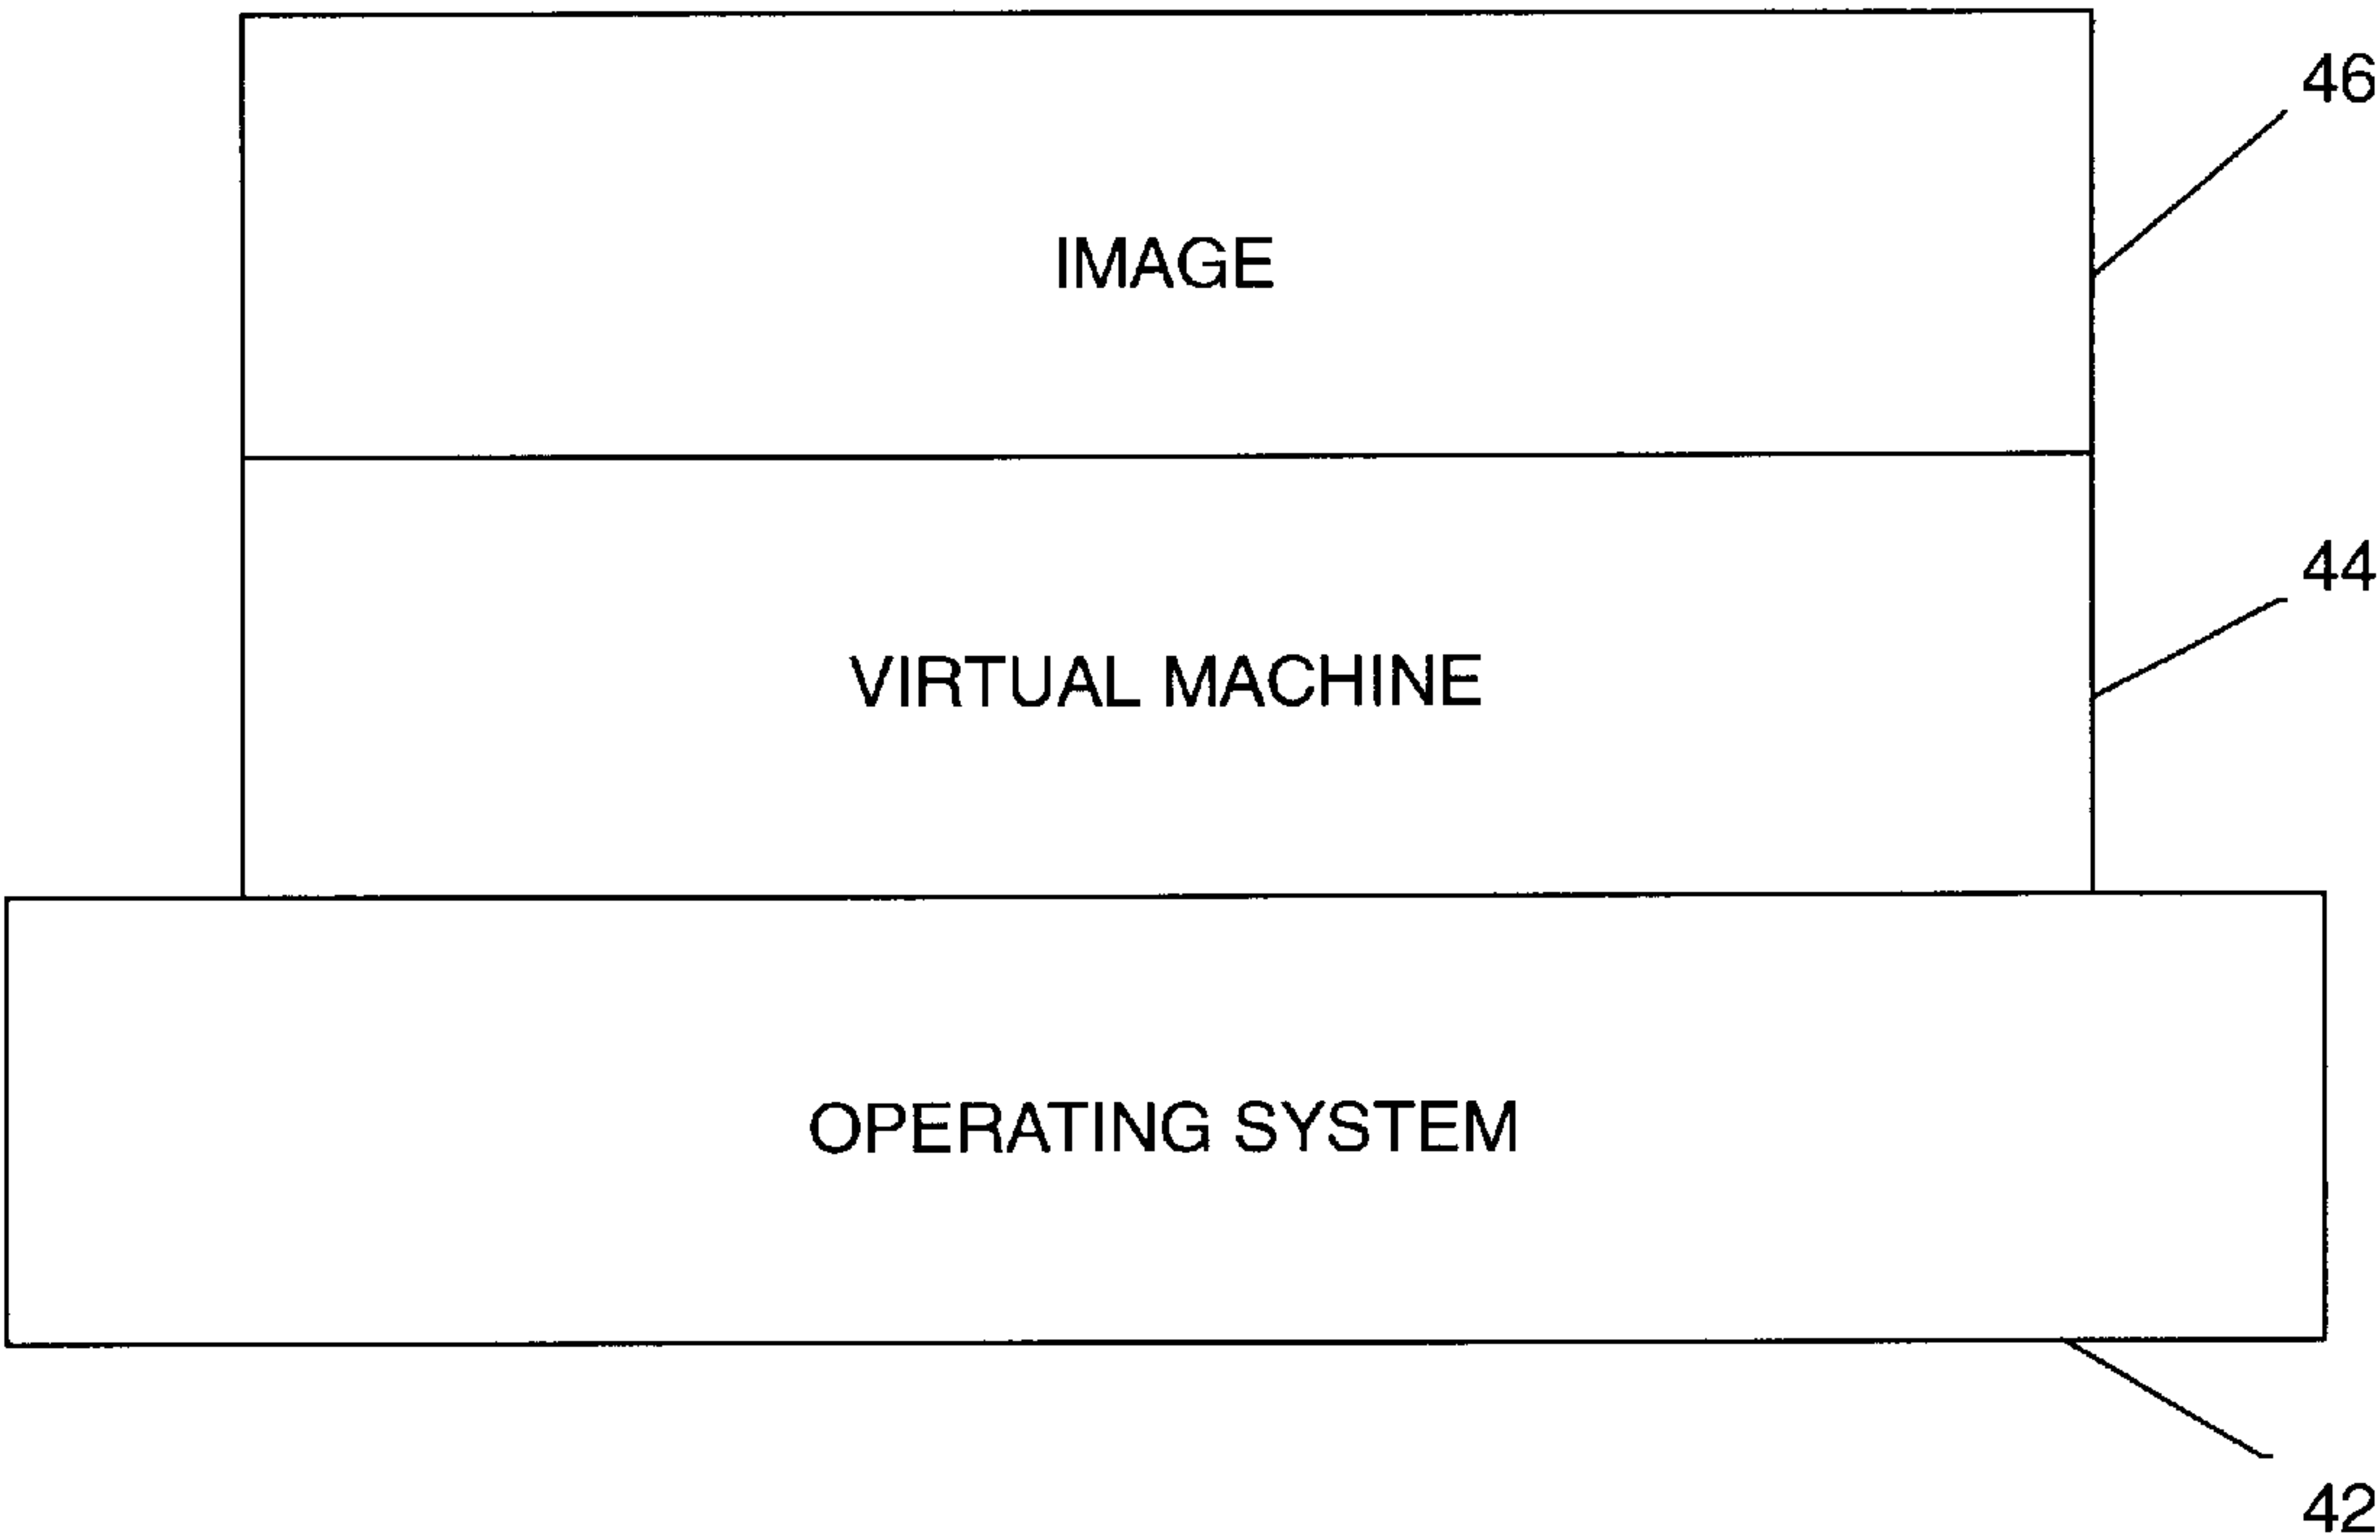 46
IMAGE
44
VIRTUAL MACHINE
OPERATING SYSTEM
42